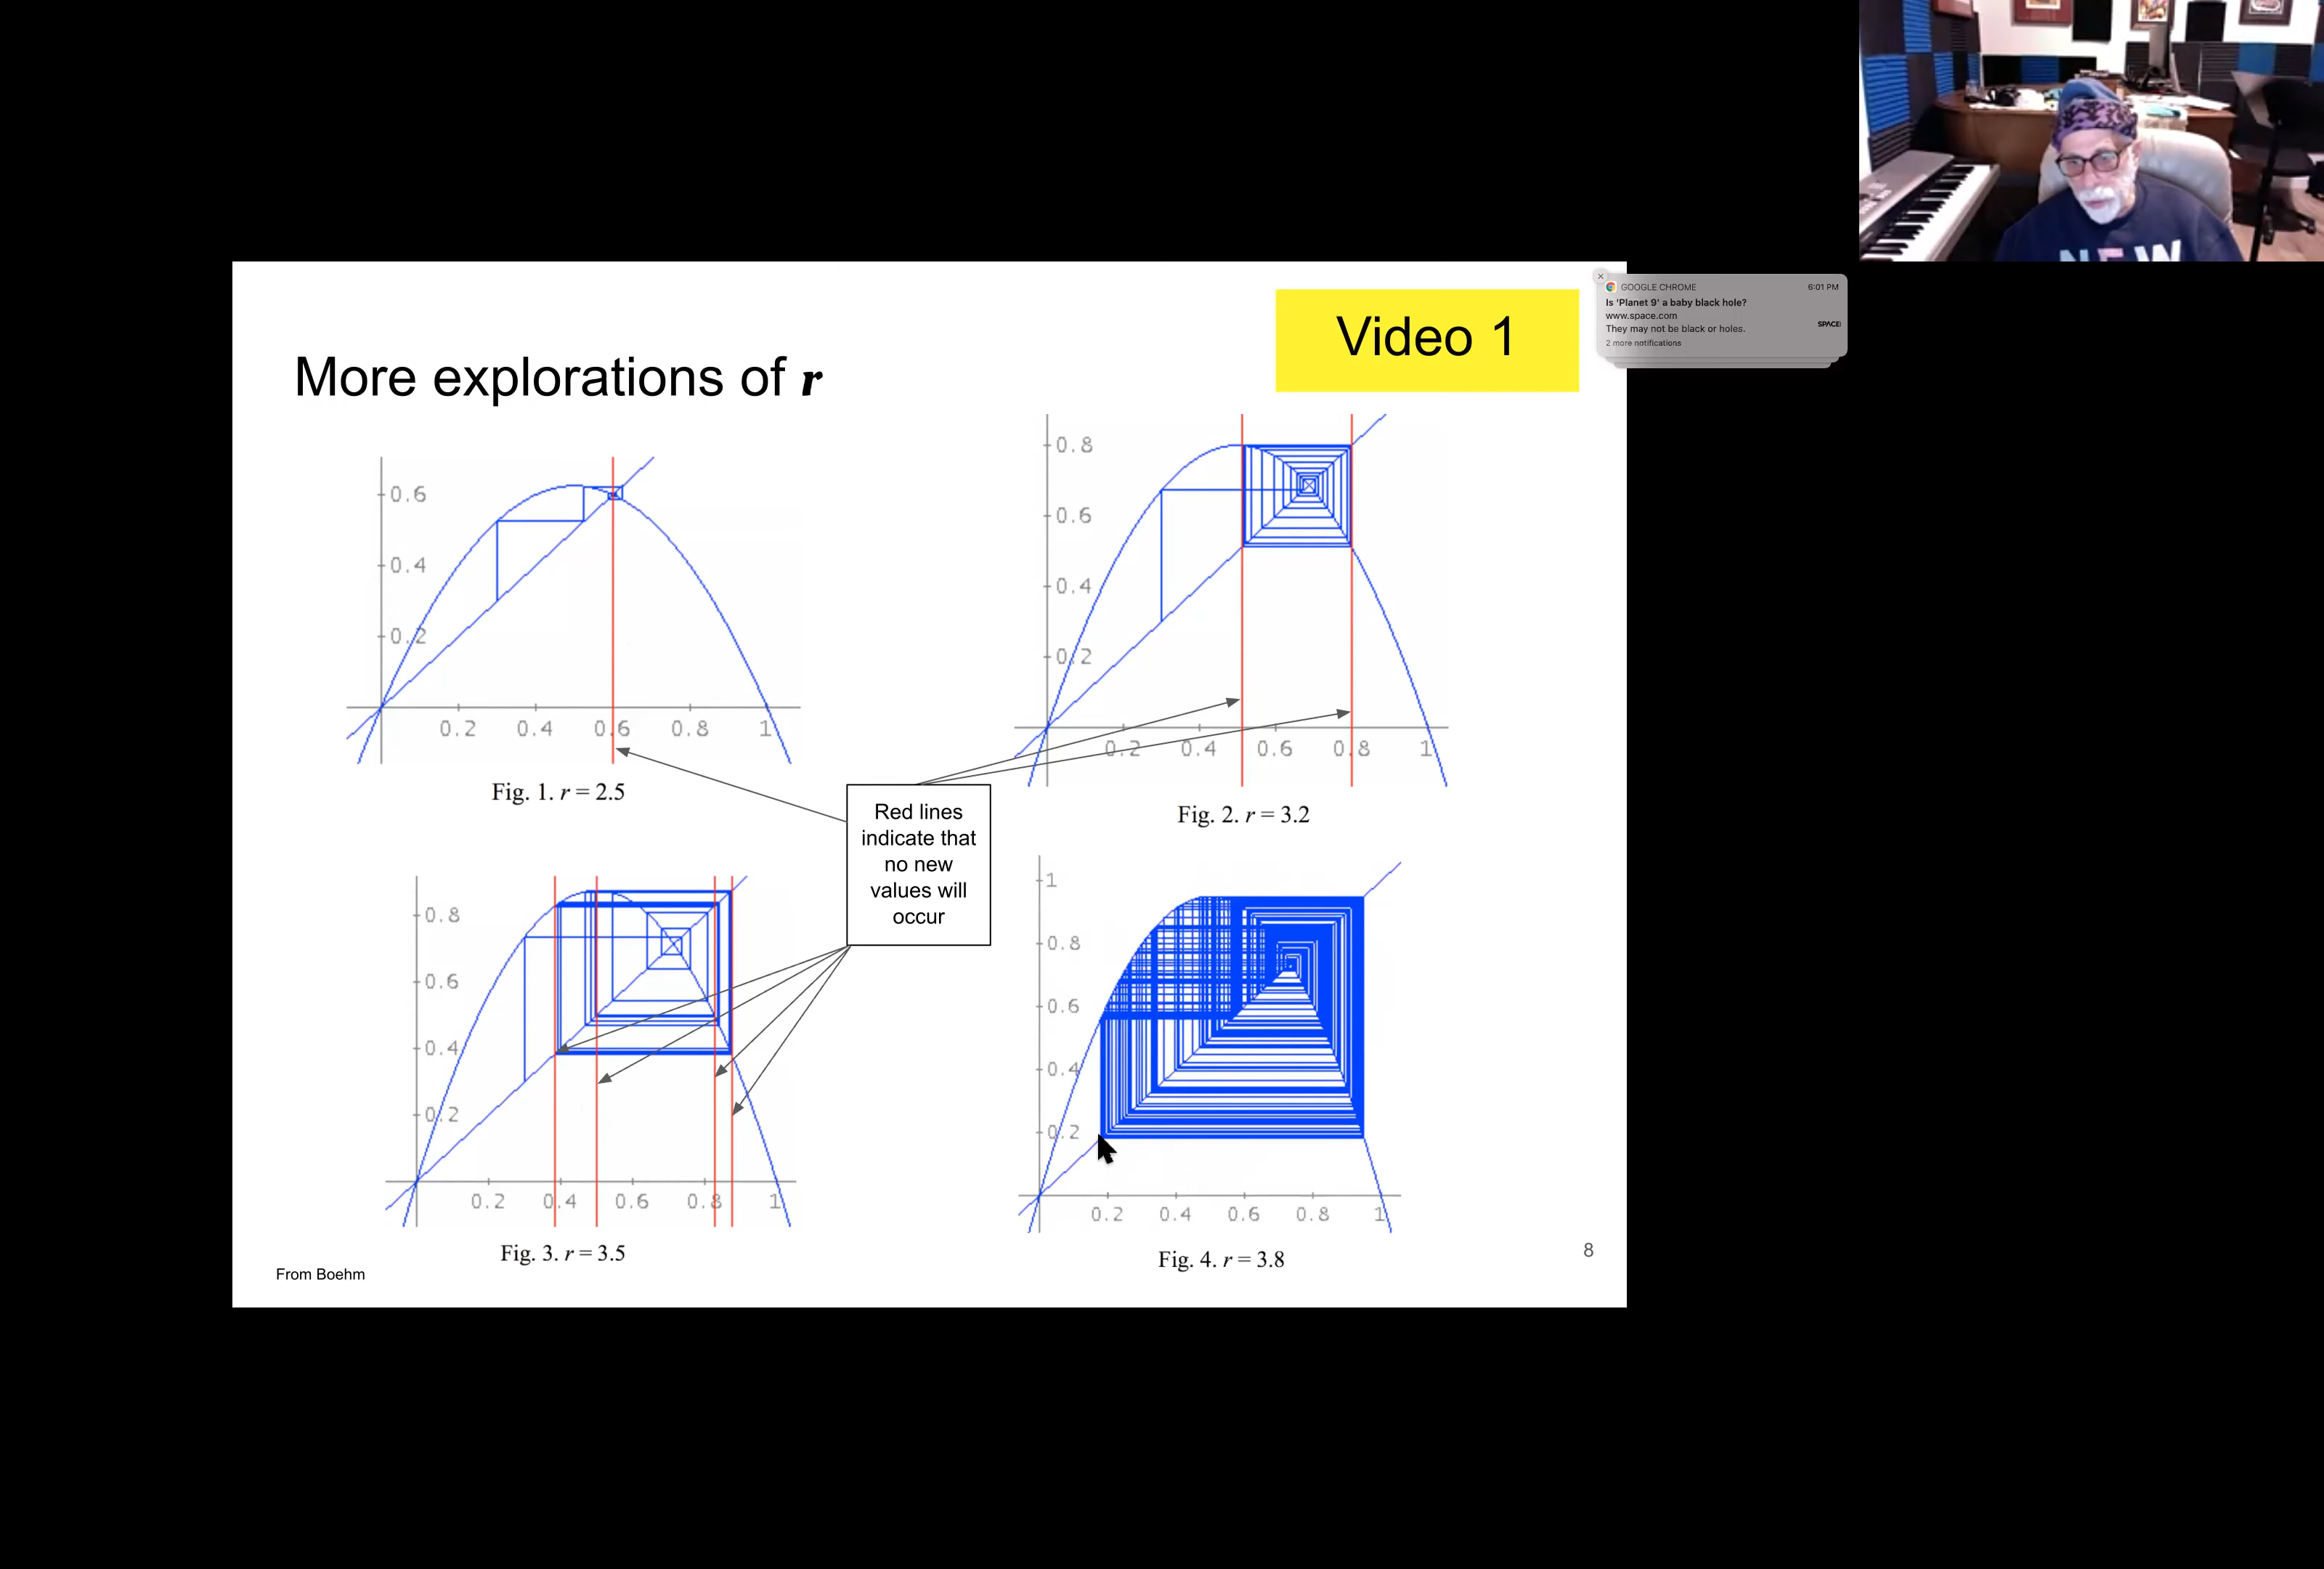 NEW
GOOGLE CHROME 6:01 PM
Is 'Planet 9' a baby black hole?
www.space.com
They may not be black or holes.
2 more notifications
SPACE
Video 1
More explorations of r
0.6
0.4
0.2
0.2 0.4 0.6 0.8 1
Fig. 1. r = 2.5
0.8
0.6
0.4
0.2
0.2 0.4 0.6 0.8 1
Fig. 2. r = 3.2
Red lines
indicate that
no new
values will
occur
0.8
0.6
0.4
0.2
0.2 0.4 0.6 0.8 1
Fig. 3. r = 3.5
1
0.8
0.6
0.4
0.2
0.2 0.4 0.6 0.8 1
Fig. 4. r = 3.8
From Boehm
8